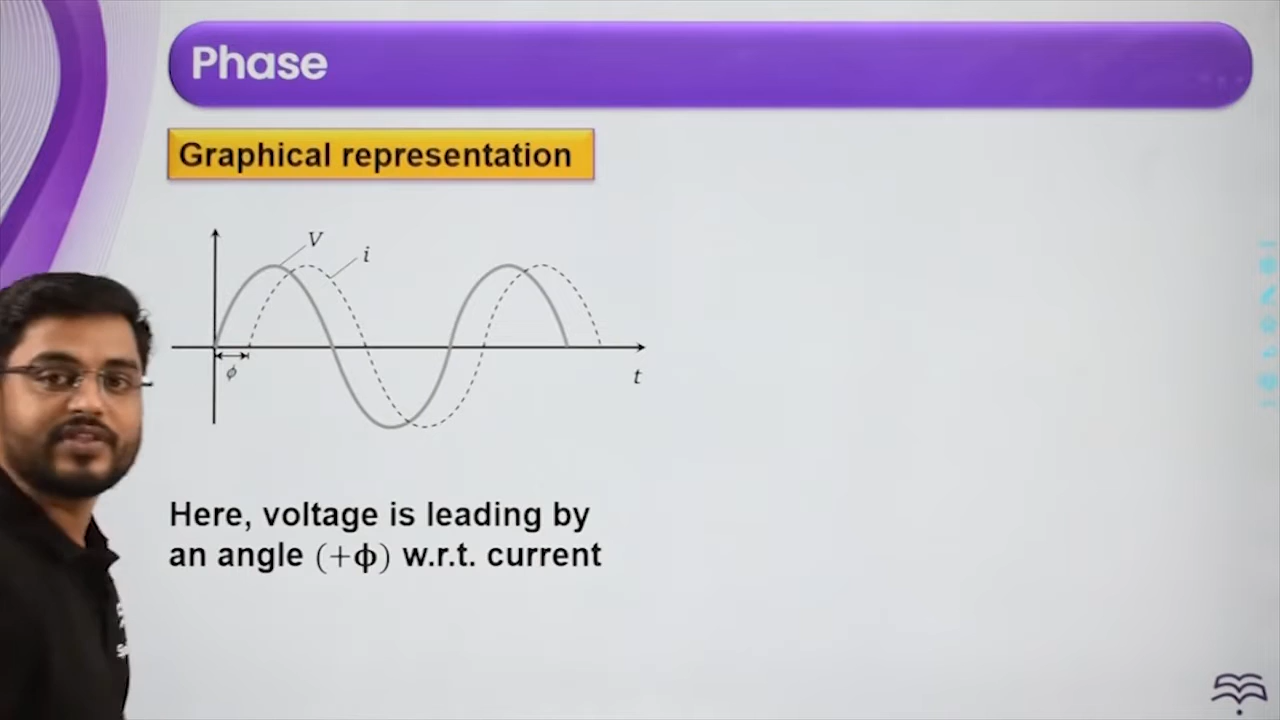 Phase
Graphical representation
V
i
ϕ
t
Here, voltage is leading by
an angle (+ϕ) w.r.t. current